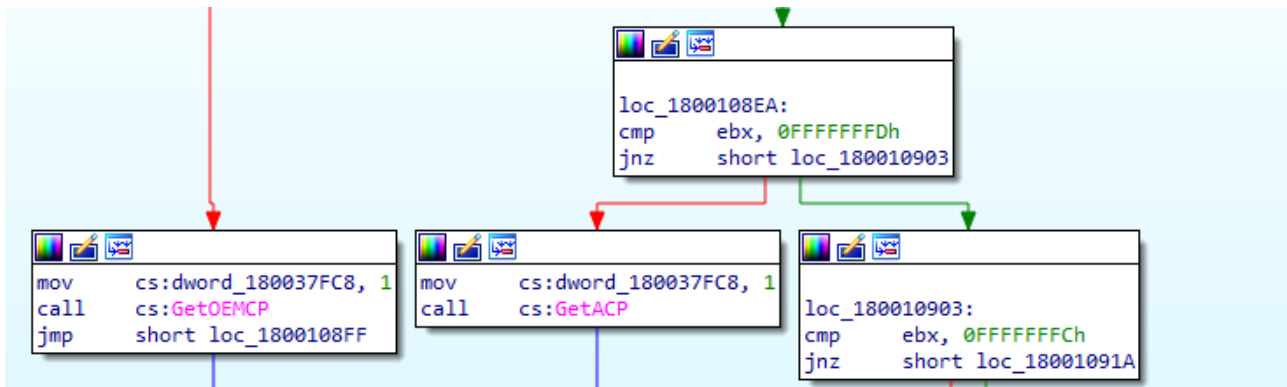 loc_1800108EA:
cmp ebx, 0FFFFFFFDh
jnz short loc_180010903
mov cs:dword_180037FC8, 1
call cs:GetOEMCP
jmp short loc_1800108FF
mov cs:dword_180037FC8, 1
call cs:GetACP
loc_180010903:
cmp ebx, 0FFFFFFFCh
jnz short loc_18001091A